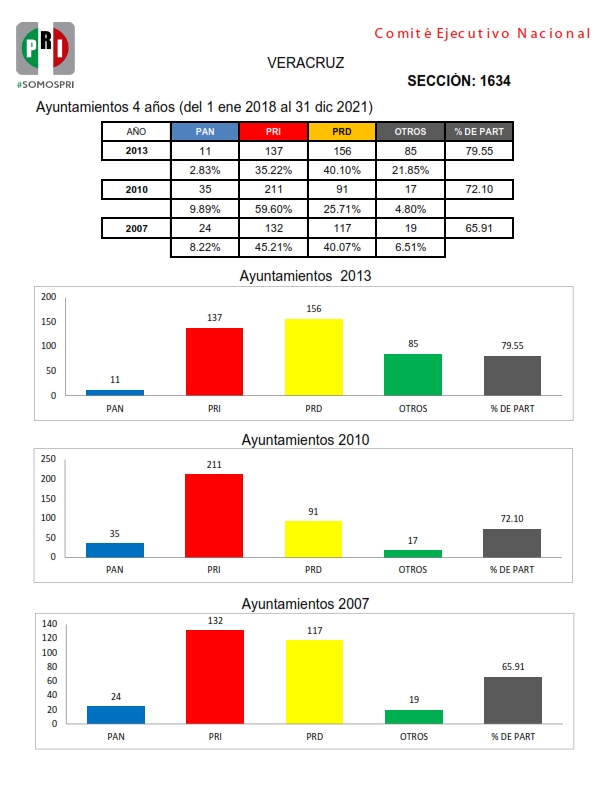 Comité Ejecutivo Nacional
PRI
#SOMOSPRI
VERACRUZ
SECCIÓN: 1634
Ayuntamientos 4 años (del 1 ene 2018 al 31 dic 2021)
AÑO PAN PRI PRD OTROS % DE PART
2013 11 137 156 85 79.55
2.83% 35.22% 40.10% 21.85%
2010 35 211 91 17 72.10
9.89% 59.60% 25.71% 4.80%
2007 24 132 117 19 65.91
8.22% 45.21% 40.07% 6.51%
Ayuntamientos 2013
200
150
100
50
0
11 137 156 85 79.55
PAN PRI PRD OTROS % DE PART
Ayuntamientos 2010
250
200
150
100
50
0
35 211 91 17 72.10
PAN PRI PRD OTROS % DE PART
Ayuntamientos 2007
140
120
100
80
60
40
20
0
24 132 117 19 65.91
PAN PRI PRD OTROS % DE PART